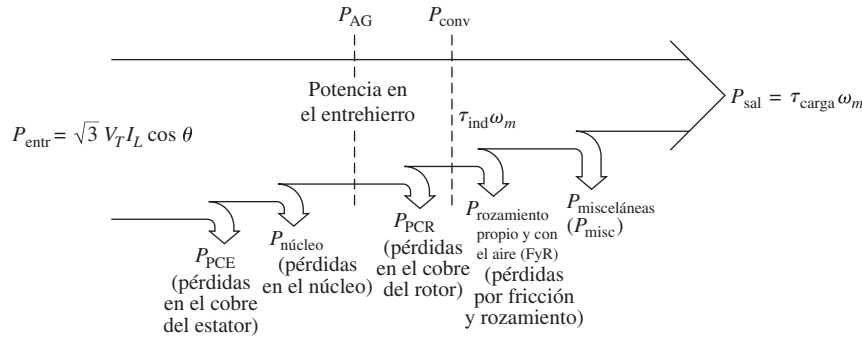 P_AG
P_conv
Potencia en
el entrehierro
P_entr = √3 V_T I_L cos θ
τ_ind ω_m
P_sal = τ_carga ω_m
P_PCE
(pérdidas
en el cobre
del estator)
P_núcleo
(pérdidas
en el núcleo)
P_PCR
(pérdidas
en el cobre
del rotor)
P_rozamiento
propio y con
el aire (FyR)
(pérdidas
por fricción
y rozamiento)
P_misceláneas
(P_misc)